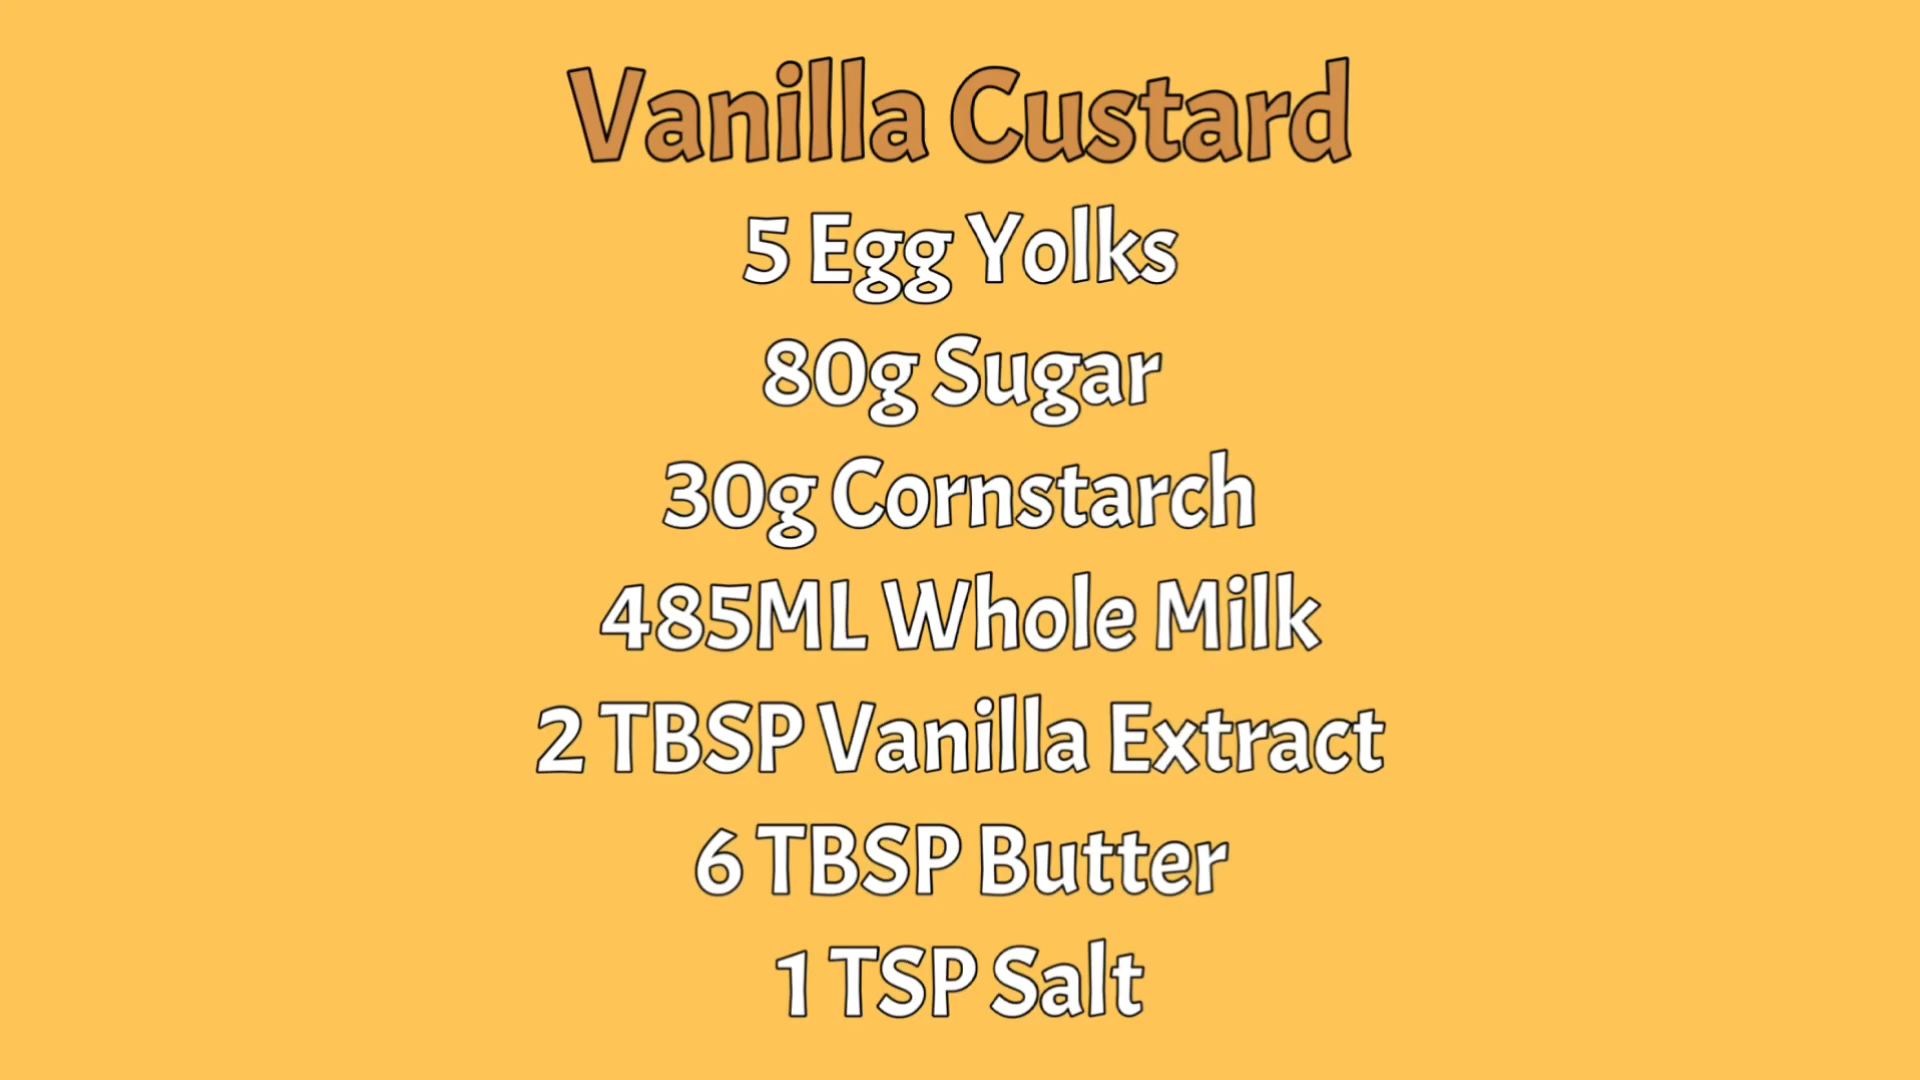 Vanilla Custard
5 Egg Yolks
80g Sugar
30g Cornstarch
485ML Whole Milk
2 TBSP Vanilla Extract
6 TBSP Butter
1 TSP Salt